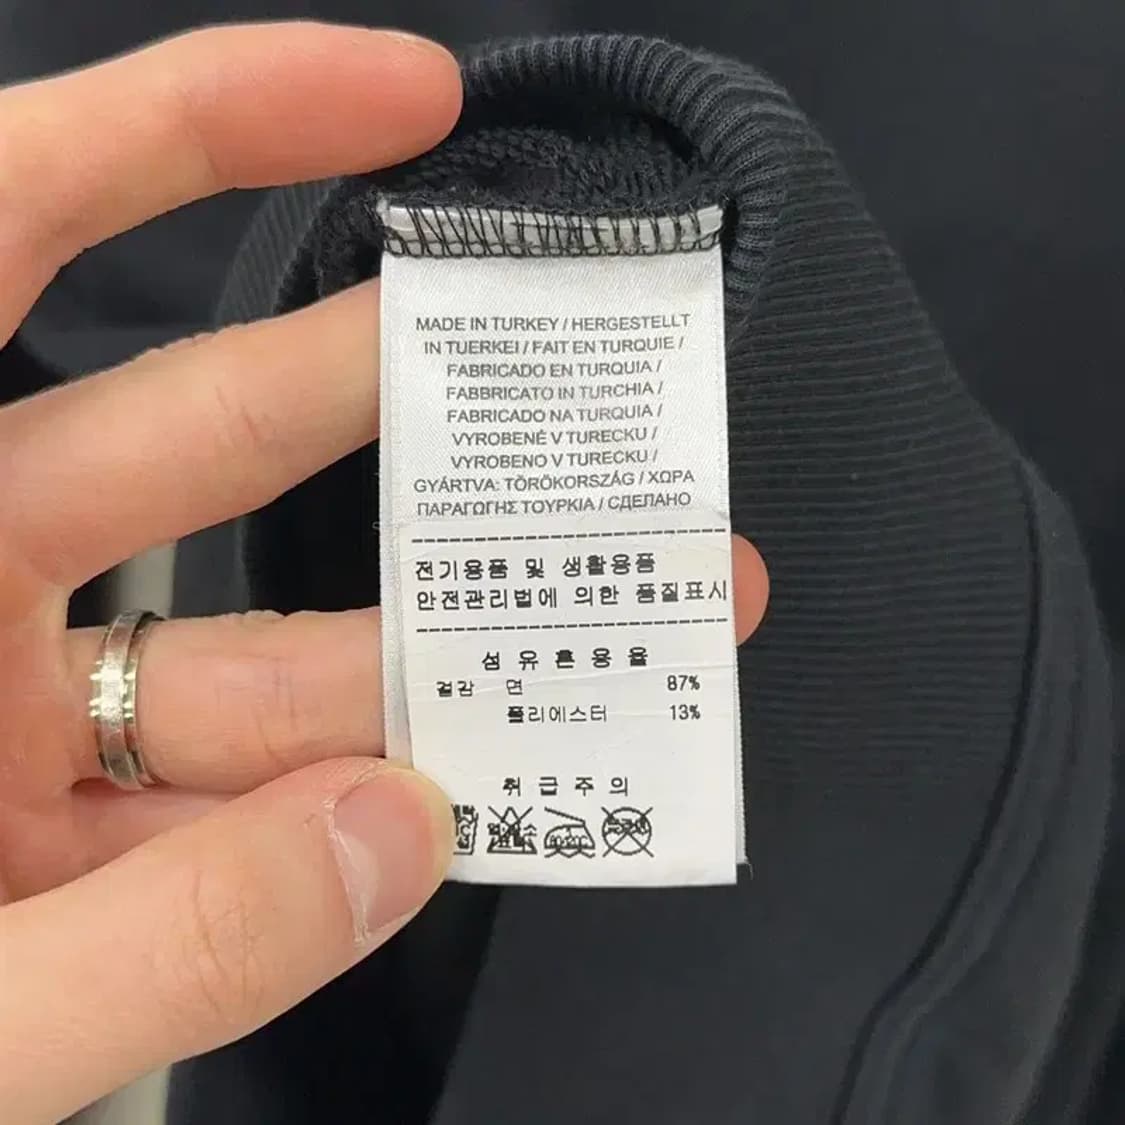 MADE IN TURKEY / HERGESTELLT
IN TUERKEI / FAIT EN TURQUIE /
FABRICADO EN TURQUIA /
FABBRICATO IN TURCHIA /
FABRICADO NA TURQUIA /
VYROBENÉ V TURECKU /
VYROBENO V TURECKU /
GYÁRTVA: TÖRÖKORSZÁG / ΧΩΡΑ
ΠΑΡΑΓΩΓΗΣ ΤΟΥΡΚΙΑ / СДЕЛАНО
전기용품 및 생활용품
안전관리법에 의한 품질표시
섬유혼용율
겉감 면 87%
폴리에스터 13%
취급주의